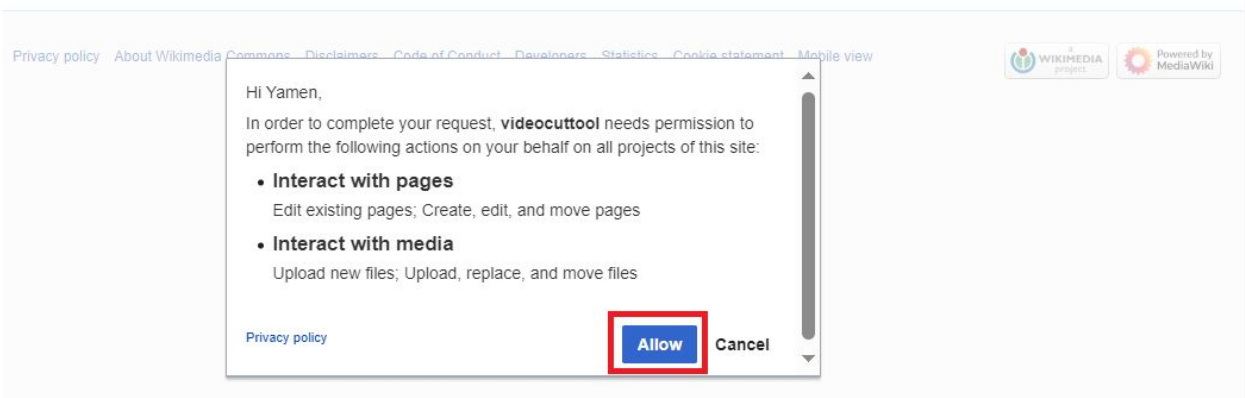 Privacy policy About Wikimedia Commons Disclaimers Code of Conduct Developers Statistics Cookie statement Mobile view
a
WIKIMEDIA
project
Powered by
MediaWiki
Hi Yamen,
In order to complete your request, videocuttool needs permission to
perform the following actions on your behalf on all projects of this site:
• Interact with pages
Edit existing pages; Create, edit, and move pages
• Interact with media
Upload new files; Upload, replace, and move files
Privacy policy Allow Cancel